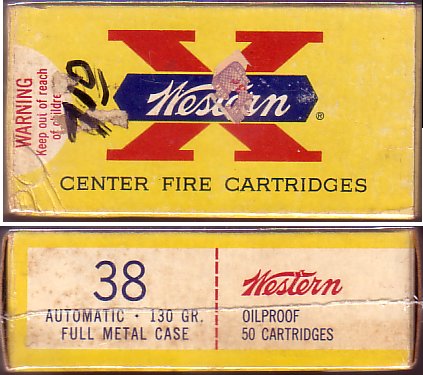 WARNING
Keep out of reach
of children
X
Western
®
CENTER FIRE CARTRIDGES
38
AUTOMATIC · 130 GR.
FULL METAL CASE
Western
OILPROOF
50 CARTRIDGES